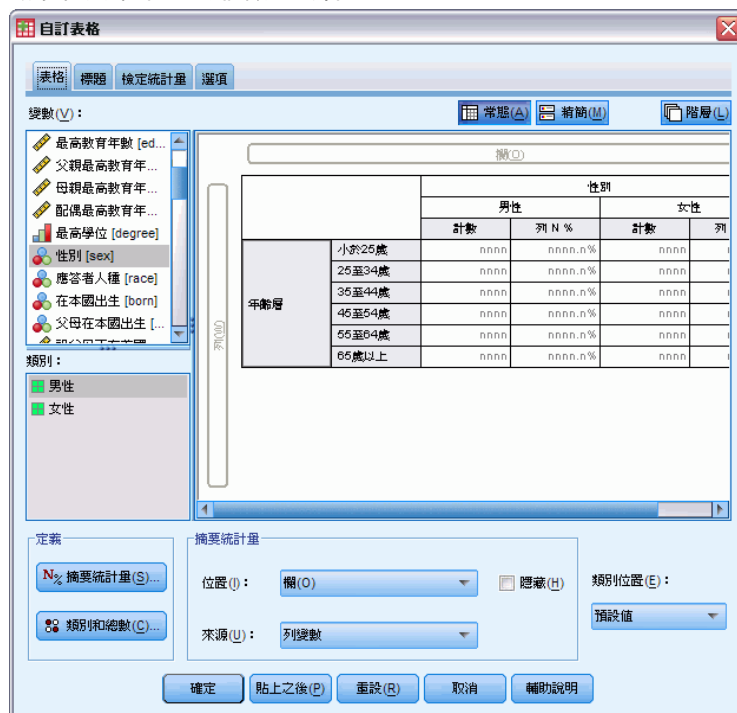 自訂表格
表格 標題 檢定統計量 選項
變數(V)：
常態(A) 精簡(M) 階層(L)
最高教育年數 [ed...
父親最高教育年...
母親最高教育年...
配偶最高教育年...
最高學位 [degree]
性別 [sex]
應答者人種 [race]
在本國出生 [born]
父母在本國出生 [...
類別：
男性
女性
欄(O)
列(W)
性別
男性 女性
計數 列 N % 計數 列
年齡層
小於25歲 nnnn nnnn.n% nnnn
25至34歲 nnnn nnnn.n% nnnn
35至44歲 nnnn nnnn.n% nnnn
45至54歲 nnnn nnnn.n% nnnn
55至64歲 nnnn nnnn.n% nnnn
65歲以上 nnnn nnnn.n% nnnn
定義
N% 摘要統計量(S)...
類別和總數(C)...
摘要統計量
位置(I)： 欄(O) 隱藏(H)
來源(U)： 列變數
類別位置(E)：
預設值
確定 貼上之後(P) 重設(R) 取消 輔助說明